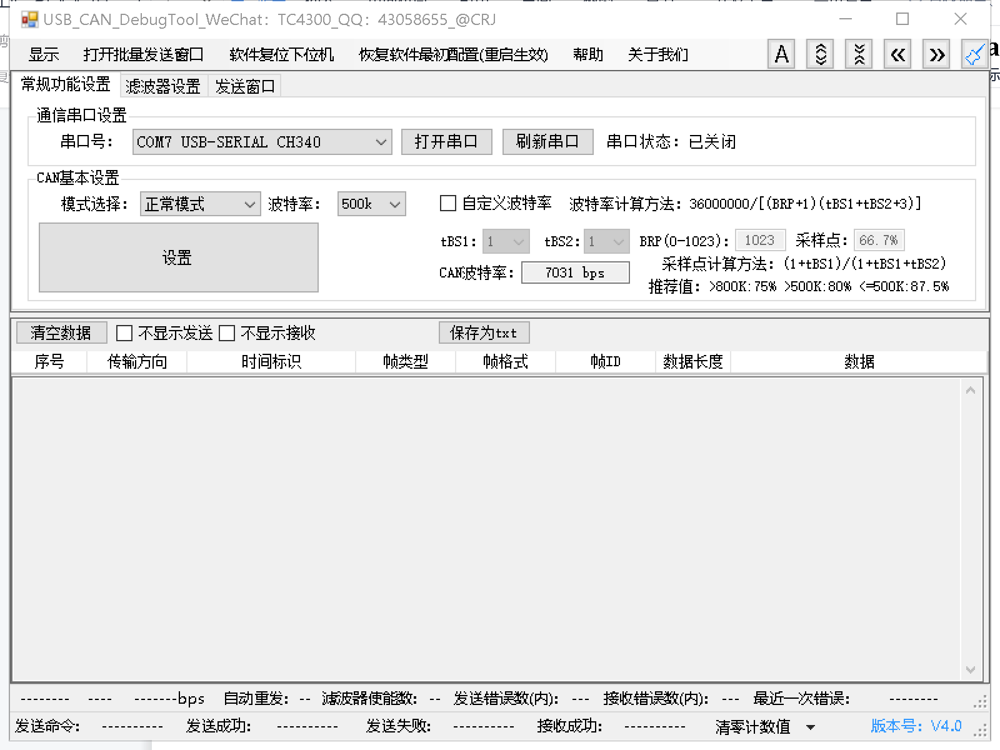 USB_CAN_DebugTool_WeChat：TC4300_QQ：43058655_@CRJ
显示 打开批量发送窗口 软件复位下位机 恢复软件最初配置(重启生效) 帮助 关于我们 A
常规功能设置 滤波器设置 发送窗口
通信串口设置
串口号： COM7 USB-SERIAL CH340 打开串口 刷新串口 串口状态：已关闭
CAN基本设置
模式选择： 正常模式 波特率： 500k 自定义波特率 波特率计算方法：36000000/[(BRP+1)(tBS1+tBS2+3)]
tBS1: 1 tBS2: 1 BRP(0-1023): 1023 采样点: 66.7%
设置
采样点计算方法：(1+tBS1)/(1+tBS1+tBS2)
CAN波特率： 7031 bps
推荐值：>800K:75% >500K:80% <=500K:87.5%
清空数据 不显示发送 不显示接收 保存为txt
序号 传输方向 时间标识 帧类型 帧格式 帧ID 数据长度 数据
-------- ---- -------bps 自动重发: -- 滤波器使能数: -- 发送错误数(内): --- 接收错误数(内): --- 最近一次错误: --------
发送命令: ---------- 发送成功: ---------- 发送失败: ---------- 接收成功: ---------- 清零计数值 版本号：V4.0